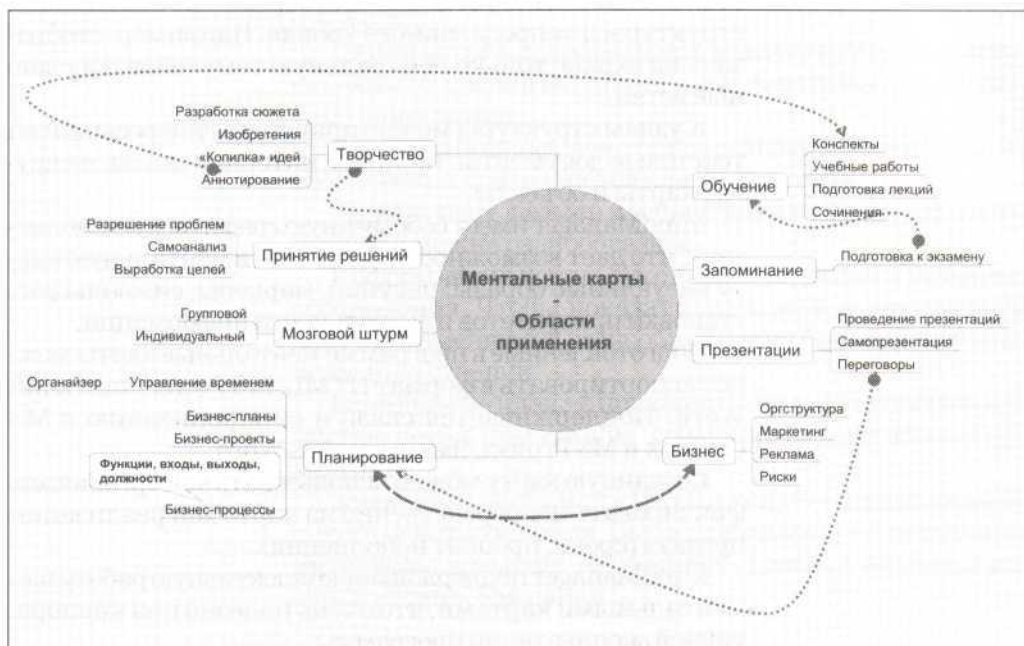 Разработка сюжета
Изобретения
«Копилка» идей
Аннотирование
Творчество
Разрешение проблем
Самоанализ
Выработка целей
Принятие решений
Групповой
Индивидуальный
Мозговой штурм
Органайзер
Управление временем
Бизнес-планы
Бизнес-проекты
Функции, входы, выходы,
должности
Бизнес-процессы
Планирование
Ментальные карты
-
Области
применения
Обучение
Конспекты
Учебные работы
Подготовка лекций
Сочинения
Запоминание
Подготовка к экзамену
Презентации
Проведение презентаций
Самопрезентация
Переговоры
Бизнес
Оргструктура
Маркетинг
Реклама
Риски